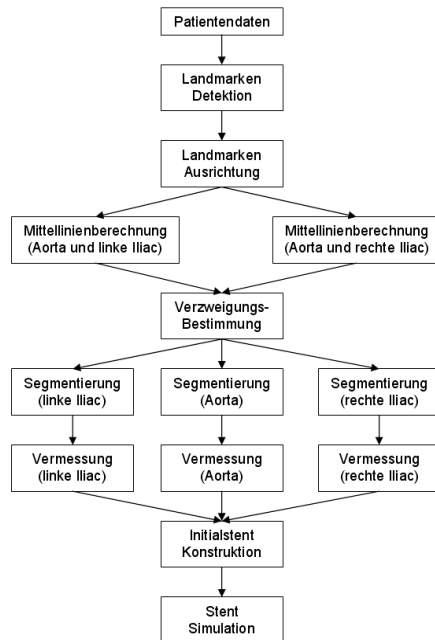 Patientendaten
Landmarken
Detektion
Landmarken
Ausrichtung
Mittellinienberechnung
(Aorta und linke Iliac)
Mittellinienberechnung
(Aorta und rechte Iliac)
Verzweigungs-
Bestimmung
Segmentierung
(linke Iliac)
Segmentierung
(Aorta)
Segmentierung
(rechte Iliac)
Vermessung
(linke Iliac)
Vermessung
(Aorta)
Vermessung
(rechte Iliac)
Initialstent
Konstruktion
Stent
Simulation